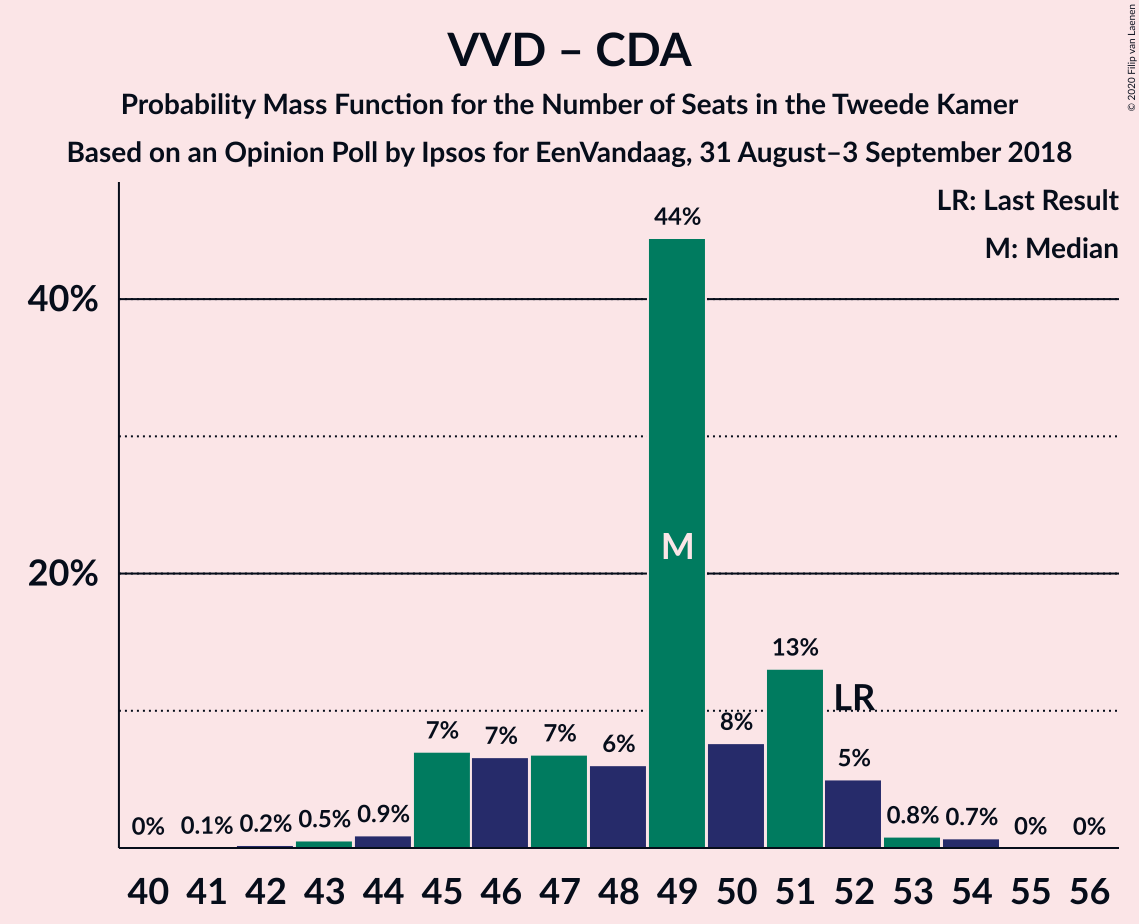 VVD – CDA
Probability Mass Function for the Number of Seats in the Tweede Kamer
Based on an Opinion Poll by Ipsos for EenVandaag, 31 August–3 September 2018
© 2020 Filip van Laenen
LR: Last Result
M: Median
44%
40%
M
20%
13%
LR
8%
7%
7%
7%
6%
5%
0%
0.1%
0.2%
0.5%
0.9%
0.8%
0.7%
0%
0%
40 41 42 43 44 45 46 47 48 49 50 51 52 53 54 55 56